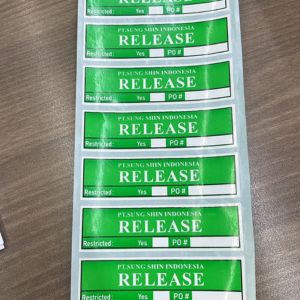 RELEASE
Restricted: Yes PO #
PT.SUNG SHIN INDONESIA
RELEASE
Restricted: Yes PO #
PT.SUNG SHIN INDONESIA
RELEASE
Restricted: Yes PO #
PT.SUNG SHIN INDONESIA
RELEASE
Restricted: Yes PO #
PT.SUNG SHIN INDONESIA
RELEASE
Restricted: Yes PO #
PT.SUNG SHIN INDONESIA
RELEASE
Restricted: Yes PO #
PT.SUNG SHIN INDONESIA
RELEASE
Restricted: Yes PO #